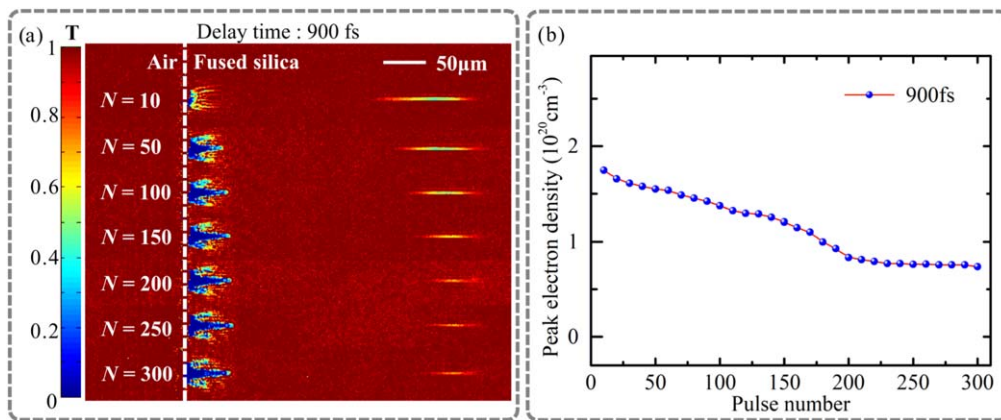 (a)
T
Delay time : 900 fs
1
0.8
0.6
0.4
0.2
0
Air
Fused silica
50μm
N = 10
N = 50
N = 100
N = 150
N = 200
N = 250
N = 300
(b)
900fs
Peak electron density (10²⁰ cm⁻³)
2
1
0
0 50 100 150 200 250 300
Pulse number